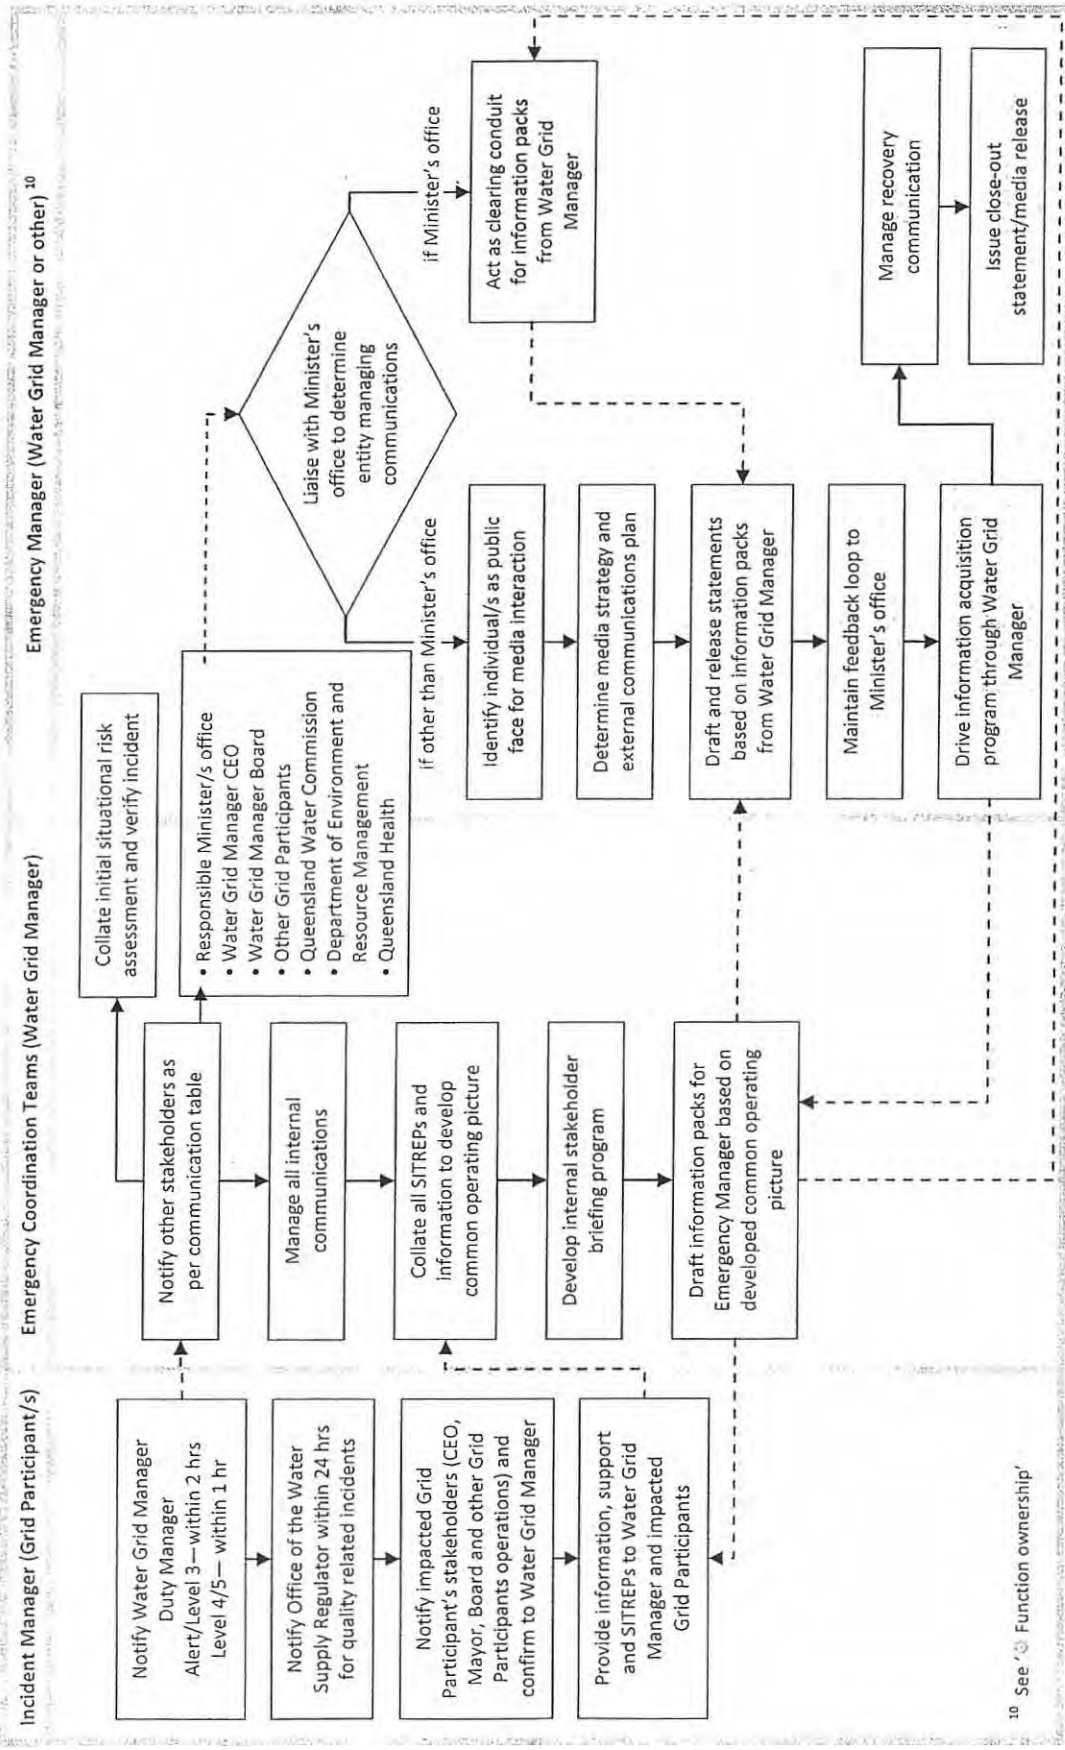 Incident Manager (Grid Participant/s)
Notify Water Grid Manager
Duty Manager
Alert/Level 3—within 2 hrs
Level 4/5— within 1 hr
Notify Office of the Water
Supply Regulator within 24 hrs
for quality related incidents
Notify impacted Grid
Participant's stakeholders (CEO,
Mayor, Board and other Grid
Participants operations) and
confirm to Water Grid Manager
Provide information, support
and SITREPs to Water Grid
Manager and impacted
Grid Participants
Emergency Coordination Teams (Water Grid Manager)
Collate initial situational risk
assessment and verify incident
Notify other stakeholders as
per communication table
• Responsible Minister/s office
• Water Grid Manager CEO
• Water Grid Manager Board
• Other Grid Participants
• Queensland Water Commission
• Department of Environment and
Resource Management
• Queensland Health
Manage all internal
communications
Collate all SITREPs and
information to develop
common operating picture
Develop internal stakeholder
briefing program
Draft information packs for
Emergency Manager based on
developed common operating
picture
Emergency Manager (Water Grid Manager or other) 10
Liaise with Minister's
office to determine
entity managing
communications
if other than Minister's office
if Minister's office
Identify individual/s as public
face for media interaction
Determine media strategy and
external communications plan
Draft and release statements
based on information packs
from Water Grid Manager
Maintain feedback loop to
Minister's office
Drive information acquisition
program through Water Grid
Manager
Act as clearing conduit
for information packs
from Water Grid
Manager
Manage recovery
communication
Issue close-out
statement/media release
10 See ' Function ownership'